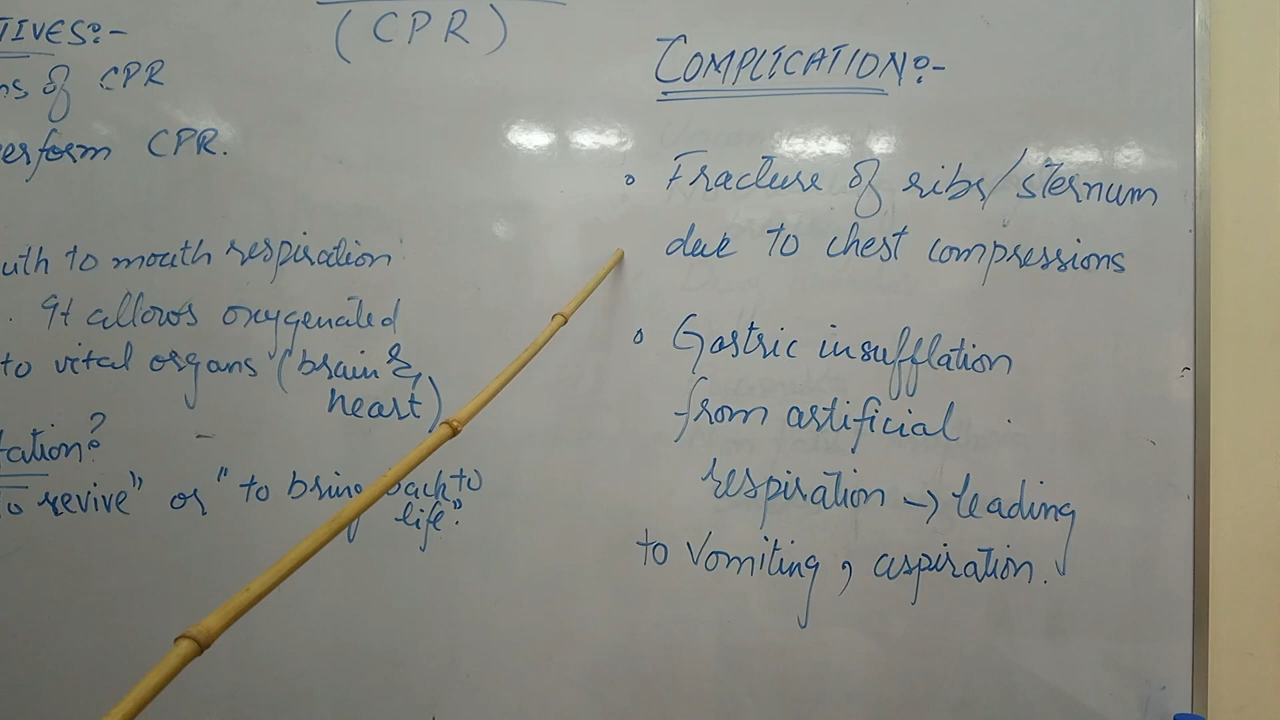 (CPR)
TIVES:-
ns of CPR
erform CPR.
uth to mouth respiration
. It allows oxygenated
to vital organs (brain &
heart)
tation?
to revive" or "to bring back to
life".
COMPLICATION:-
Fracture of ribs/sternum
due to chest compressions
Gastric insufflation
from artificial
respiration → leading
to vomiting, aspiration.